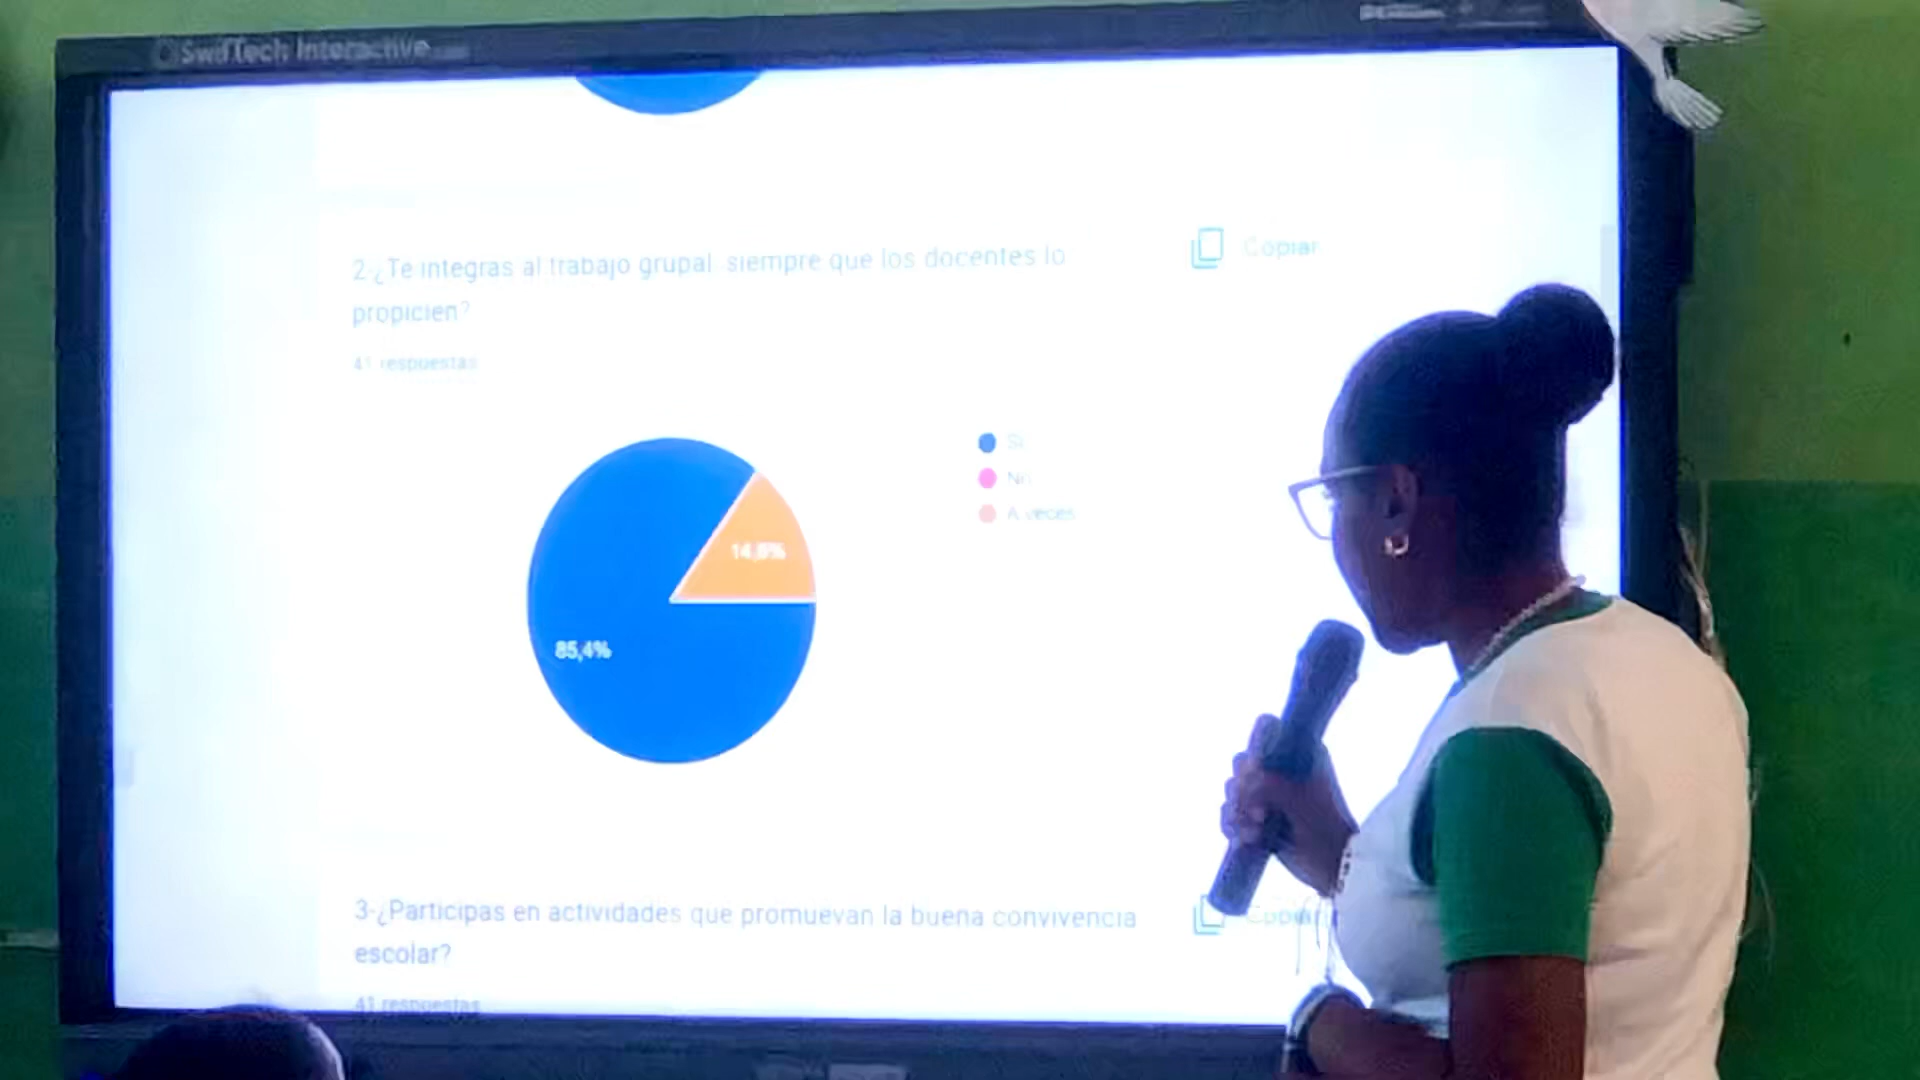 Interactive
2-¿Te integras al trabajo grupal, siempre que los docentes lo
propicien?
Copiar
41 respuestas
Sí
No
A veces
14,6%
85,4%
3-¿Participas en actividades que promuevan la buena convivencia
escolar?
Copiar
41 respuestas